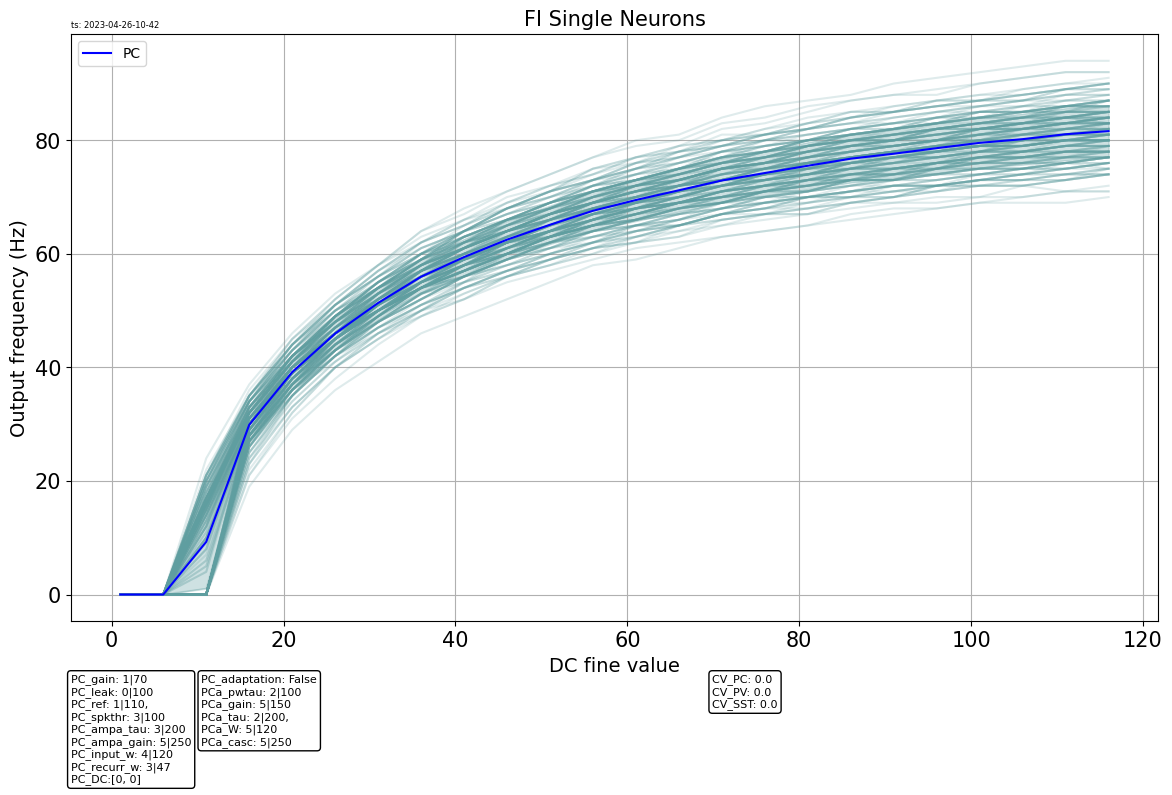 ts: 2023-04-26-10-42
FI Single Neurons
PC
Output frequency (Hz)
80
60
40
20
0
0 20 40 60 80 100 120
DC fine value
PC_gain: 1|70
PC_leak: 0|100
PC_ref: 1|110,
PC_spkthr: 3|100
PC_ampa_tau: 3|200
PC_ampa_gain: 5|250
PC_input_w: 4|120
PC_recurr_w: 3|47
PC_DC:[0, 0]
PC_adaptation: False
PCa_pwtau: 2|100
PCa_gain: 5|150
PCa_tau: 2|200,
PCa_W: 5|120
PCa_casc: 5|250
CV_PC: 0.0
CV_PV: 0.0
CV_SST: 0.0